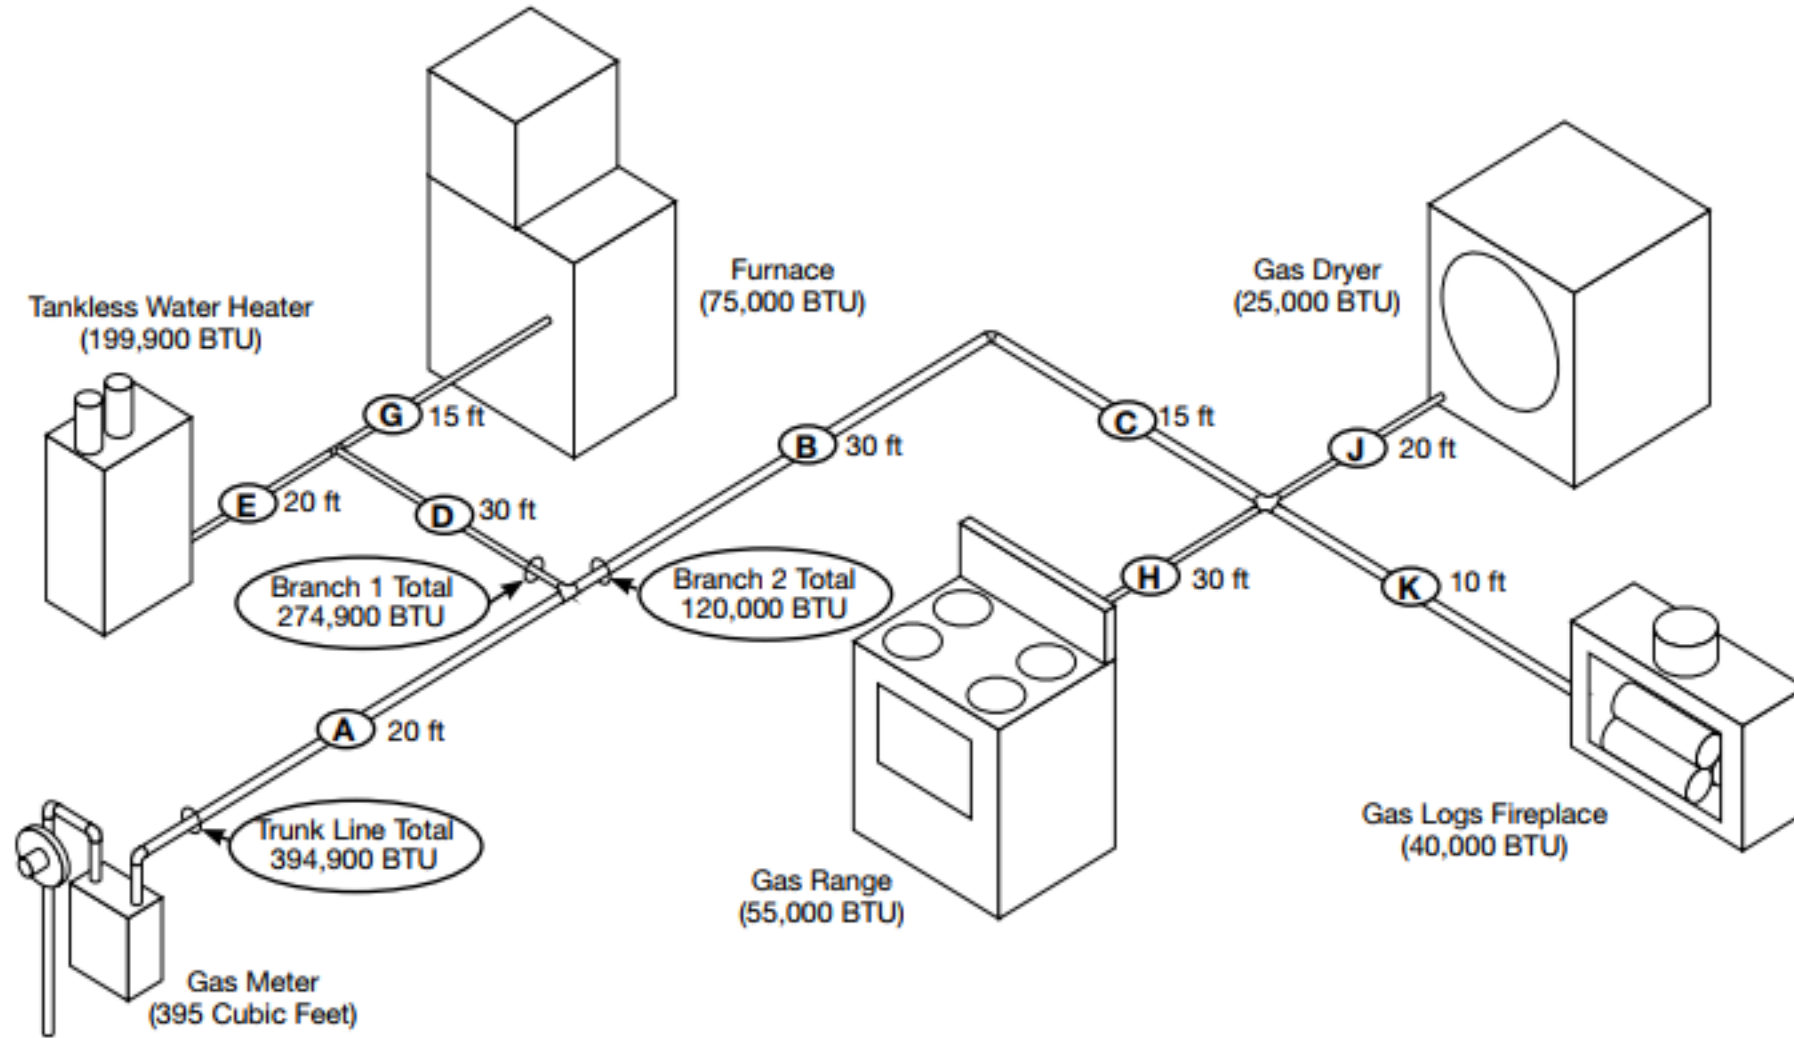 Furnace
(75,000 BTU)
Gas Dryer
(25,000 BTU)
Tankless Water Heater
(199,900 BTU)
G 15 ft
B 30 ft
C 15 ft
J 20 ft
E 20 ft
D 30 ft
Branch 1 Total
274,900 BTU
Branch 2 Total
120,000 BTU
H 30 ft
K 10 ft
A 20 ft
Trunk Line Total
394,900 BTU
Gas Logs Fireplace
(40,000 BTU)
Gas Range
(55,000 BTU)
Gas Meter
(395 Cubic Feet)